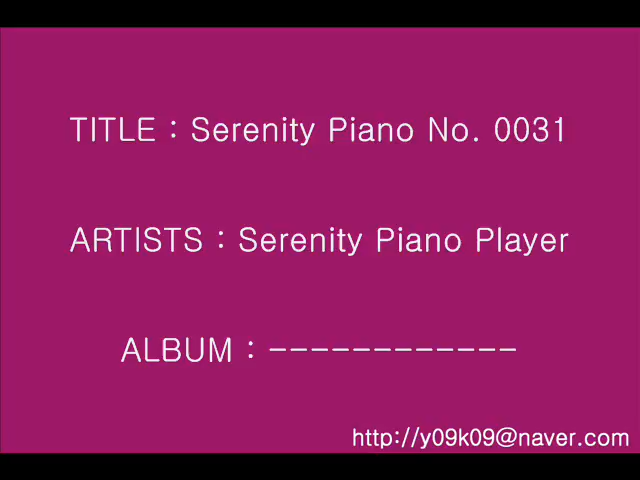 TITLE : Serenity Piano No. 0031
ARTISTS : Serenity Piano Player
ALBUM : ------------
http://y09k09@naver.com